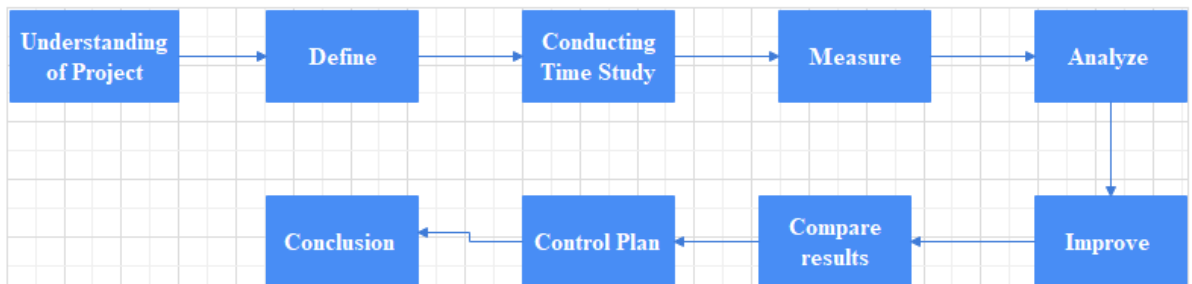 Understanding
of Project
Define
Conducting
Time Study
Measure
Analyze
Conclusion
Control Plan
Compare
results
Improve